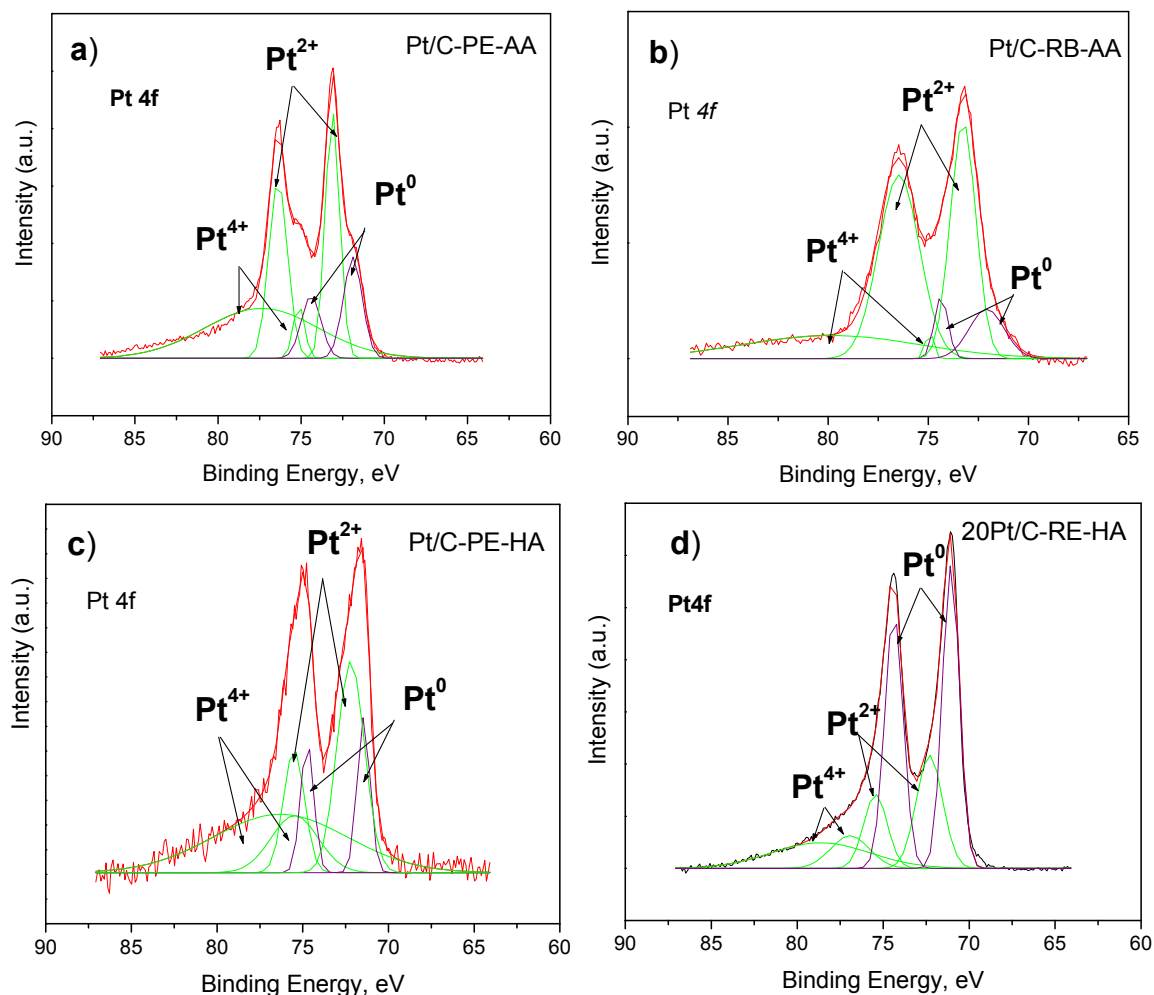 a)
Pt/C-PE-AA
Pt²⁺
Pt 4f
Pt⁰
Pt⁴⁺
Intensity (a.u.)
90 85 80 75 70 65 60
Binding Energy, eV
b)
Pt/C-RB-AA
Pt²⁺
Pt 4f
Pt⁴⁺
Pt⁰
Intensity (a.u.)
90 85 80 75 70 65
Binding Energy, eV
c)
Pt²⁺
Pt/C-PE-HA
Pt 4f
Pt⁴⁺
Pt⁰
Intensity (a.u.)
90 85 80 75 70 65 60
Binding Energy, eV
d)
20Pt/C-RE-HA
Pt⁰
Pt4f
Pt²⁺
Pt⁴⁺
Intensity (a.u.)
90 85 80 75 70 65 60
Binding Energy, eV